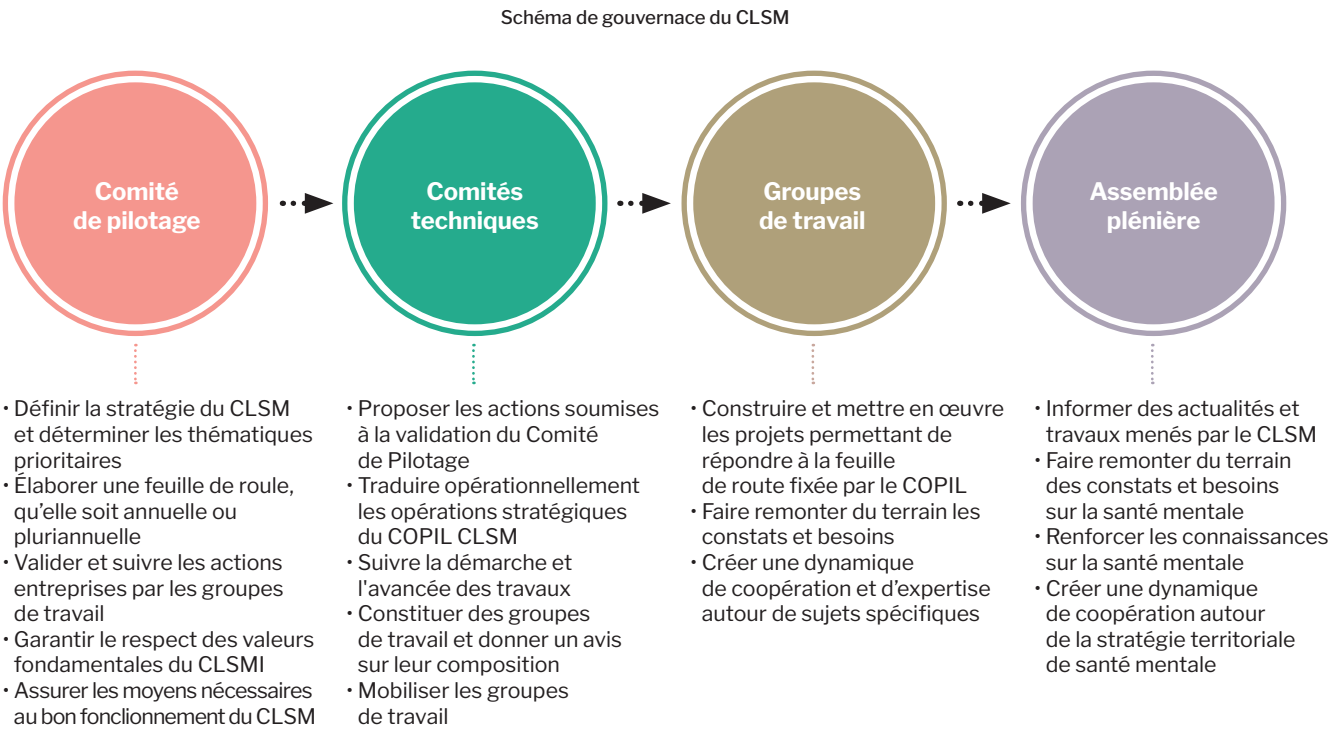 Schéma de gouvernace du CLSM
Comité
de pilotage
Comités
techniques
Groupes
de travail
Assemblée
plénière
· Définir la stratégie du CLSM
et déterminer les thématiques
prioritaires
· Élaborer une feuille de roule,
qu'elle soit annuelle ou
pluriannuelle
· Valider et suivre les actions
entreprises par les groupes
de travail
· Garantir le respect des valeurs
fondamentales du CLSMI
· Assurer les moyens nécessaires
au bon fonclionnement du CLSM
· Proposer les actions soumises
à la validation du Comité
de Pilotage
· Traduire opérationnellement
les opérations stratégiques
du COPIL CLSM
· Suivre la démarche et
l'avancée des travaux
· Constituer des groupes
de travail et donner un avis
sur leur composition
· Mobiliser les groupes
de travail
· Construire et mettre en œuvre
les projets permettant de
répondre à la feuille
de route fixée par le COPIL
· Faire remonter du terrain les
constats et besoins
· Créer une dynamique
de coopération et d'expertise
autour de sujets spécifiques
· Informer des actualités et
travaux menés par le CLSM
· Faire remonter du terrain
des constats et besoins
sur la santé mentale
· Renforcer les connaissances
sur la santé mentale
· Créer une dynamique
de coopération autour
de la stratégie territoriale
de santé mentale